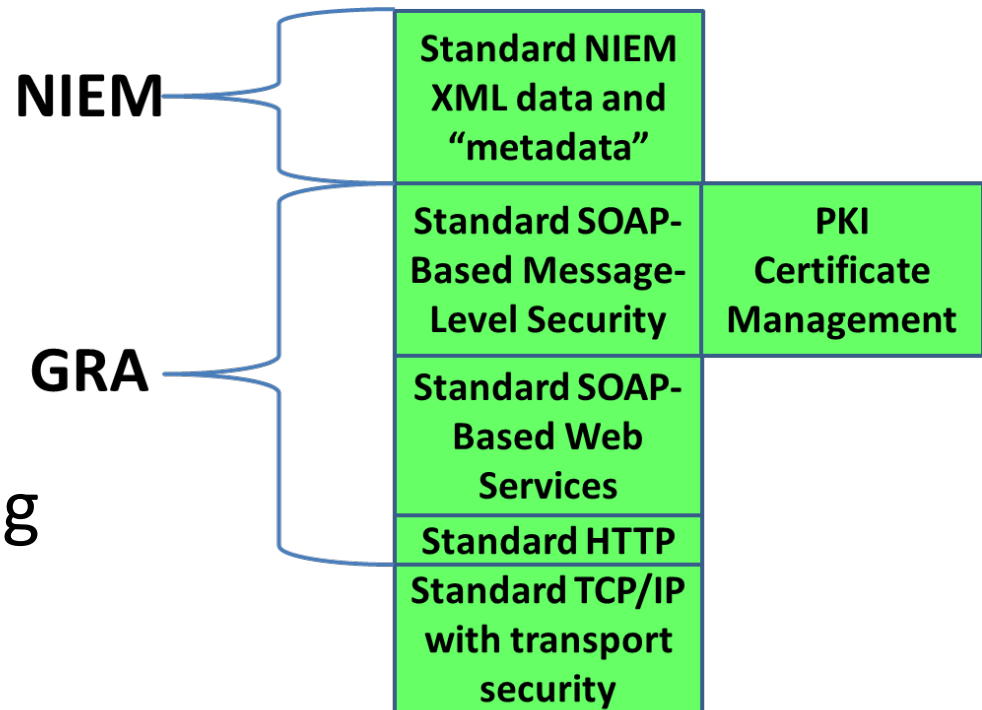 NIEM
Standard NIEM
XML data and
“metadata”
GRA
Standard SOAP-
Based Message-
Level Security
PKI
Certificate
Management
Standard SOAP-
Based Web
Services
g
Standard HTTP
Standard TCP/IP
with transport
security